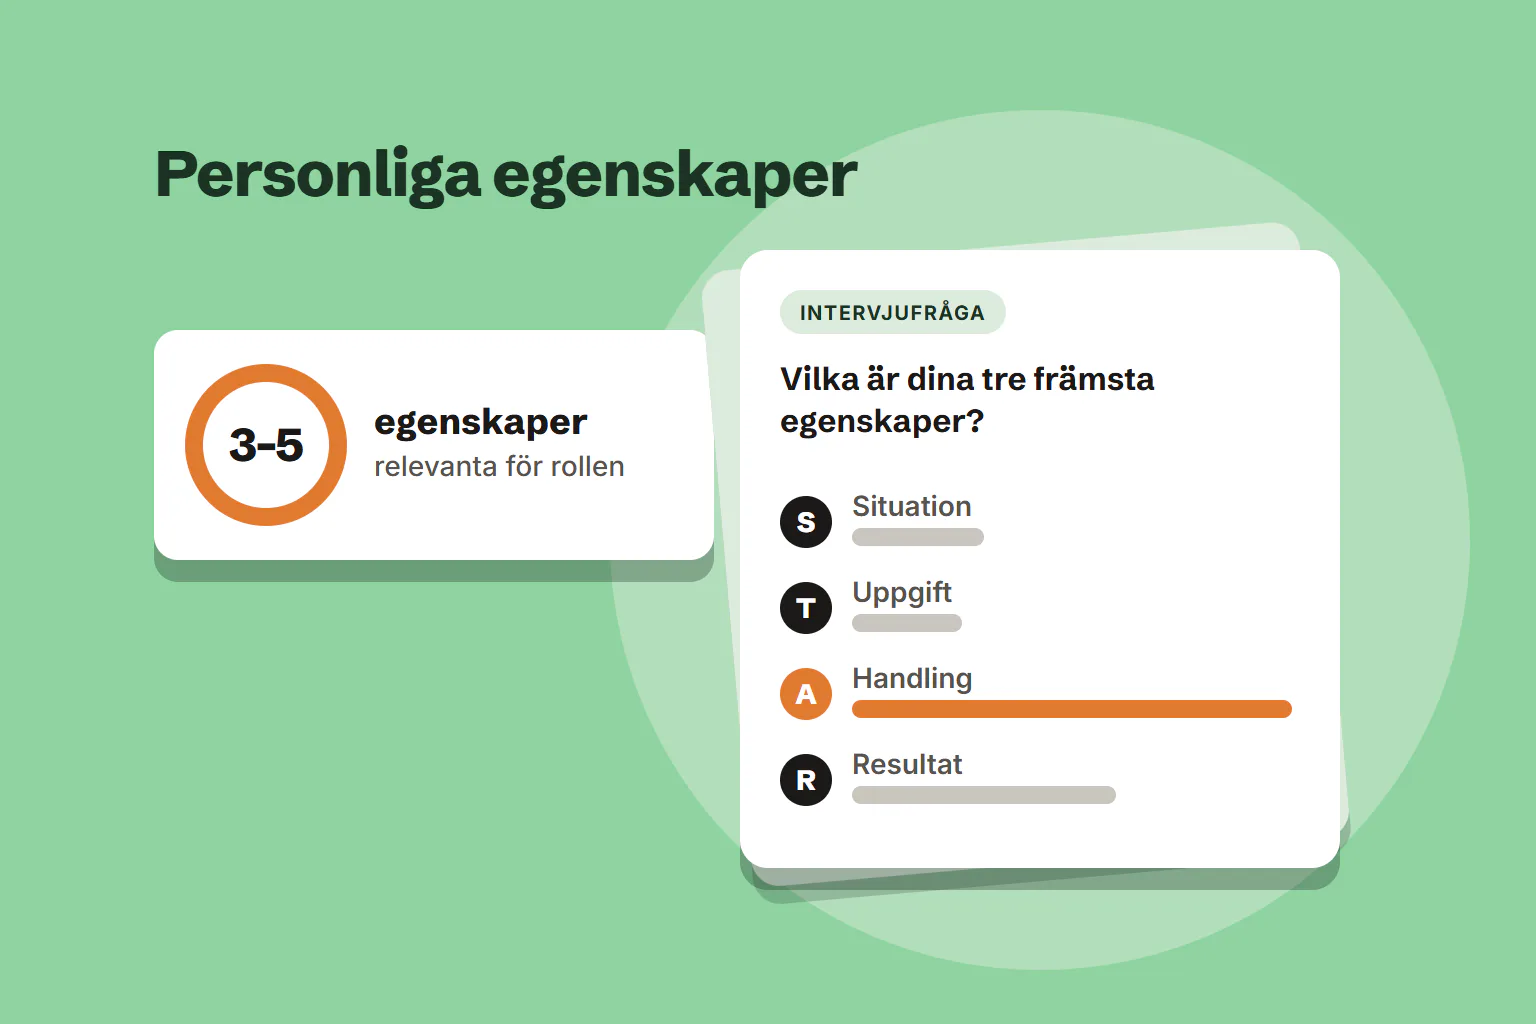 Personliga egenskaper
3-5
egenskaper
relevanta för rollen
INTERVJUFRÅGA
Vilka är dina tre främsta
egenskaper?
S Situation
T Uppgift
A Handling
R Resultat